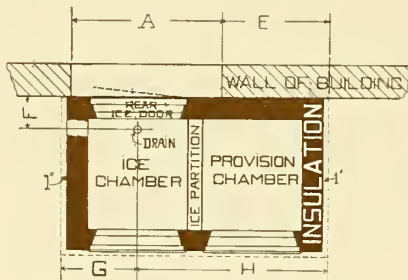 A
E
WALL OF BUILDING
F
REAR
ICE DOOR
DRAIN
ICE
CHAMBER
ICE PARTITION
PROVISION
CHAMBER
INSULATION
1"
1"
G
H